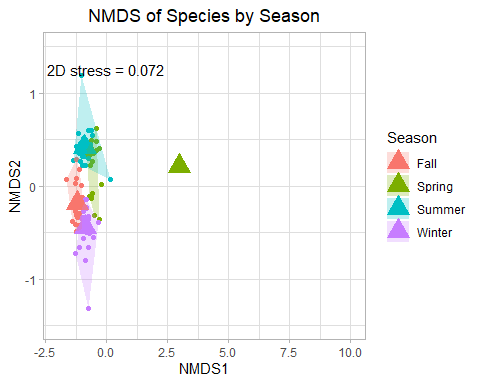 NMDS of Species by Season
2D stress = 0.072
1
0
-1
NMDS2
-2.5
0.0
2.5
5.0
7.5
10.0
NMDS1
Season
Fall
Spring
Summer
Winter